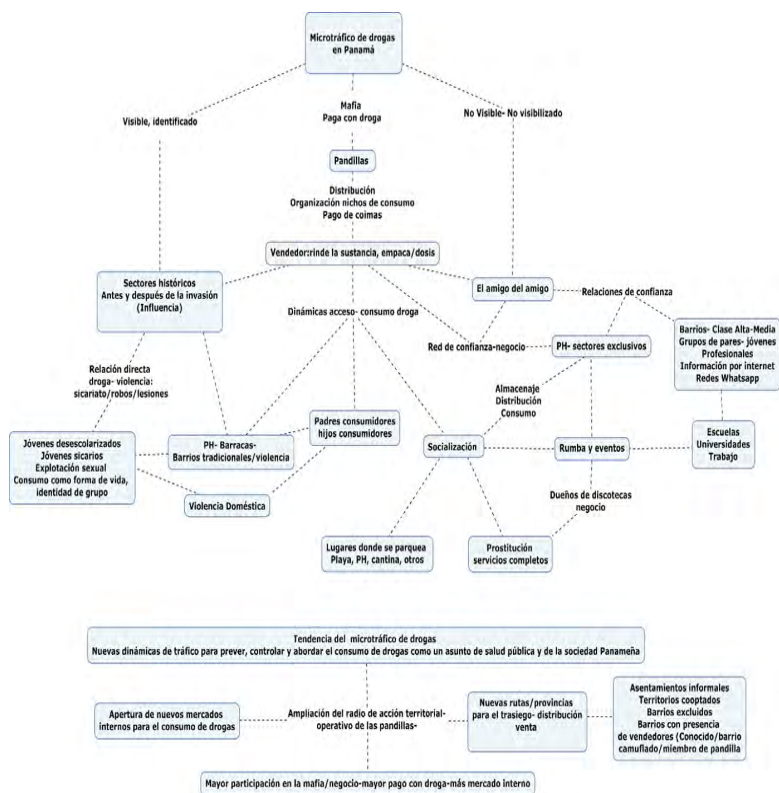 Microtráfico de drogas
en Panamá
Mafia
Paga con droga
No Visible- No visibilizado
Visible, identificado
Pandillas
Distribución
Organización nichos de consumo
Pago de coimas
Vendedor:rinde la sustancia, empaca/dosis
Sectores históricos
Antes y después de la invasión
(Influencia)
El amigo del amigo
Relaciones de confianza
Dinámicas acceso- consumo droga
Red de confianza-negocio
PH- sectores exclusivos
Barrios- Clase Alta-Media
Grupos de pares- jóvenes
Profesionales
Información por internet
Redes Whatsapp
Relación directa
droga- violencia:
sicariato/robos/lesiones
Almacenaje
Distribución
Consumo
Padres consumidores
hijos consumidores
Jóvenes desescolarizados
Jóvenes sicarios
Explotación sexual
Consumo como forma de vida,
identidad de grupo
PH- Barracas-
Barrios tradicionales/violencia
Socialización
Rumba y eventos
Escuelas
Universidades
Trabajo
Violencia Doméstica
Dueños de discotecas
negocio
Lugares donde se parquea
Playa, PH, cantina, otros
Prostitución
servicios completos
Tendencia del microtráfico de drogas
Nuevas dinámicas de tráfico para prever, controlar y abordar el consumo de drogas como un asunto de salud pública y de la sociedad Panameña
Apertura de nuevos mercados
internos para el consumo de drogas
Ampliación del radio de acción territorial-
operativo de las pandillas-
Nuevas rutas/provincias
para el trasiego- distribución
venta
Asentamientos informales
Territorios cooptados
Barrios excluidos
Barrios con presencia
de vendedores (Conocido/barrio
camuflado/miembro de pandilla
Mayor participación en la mafia/negocio-mayor pago con droga-más mercado interno